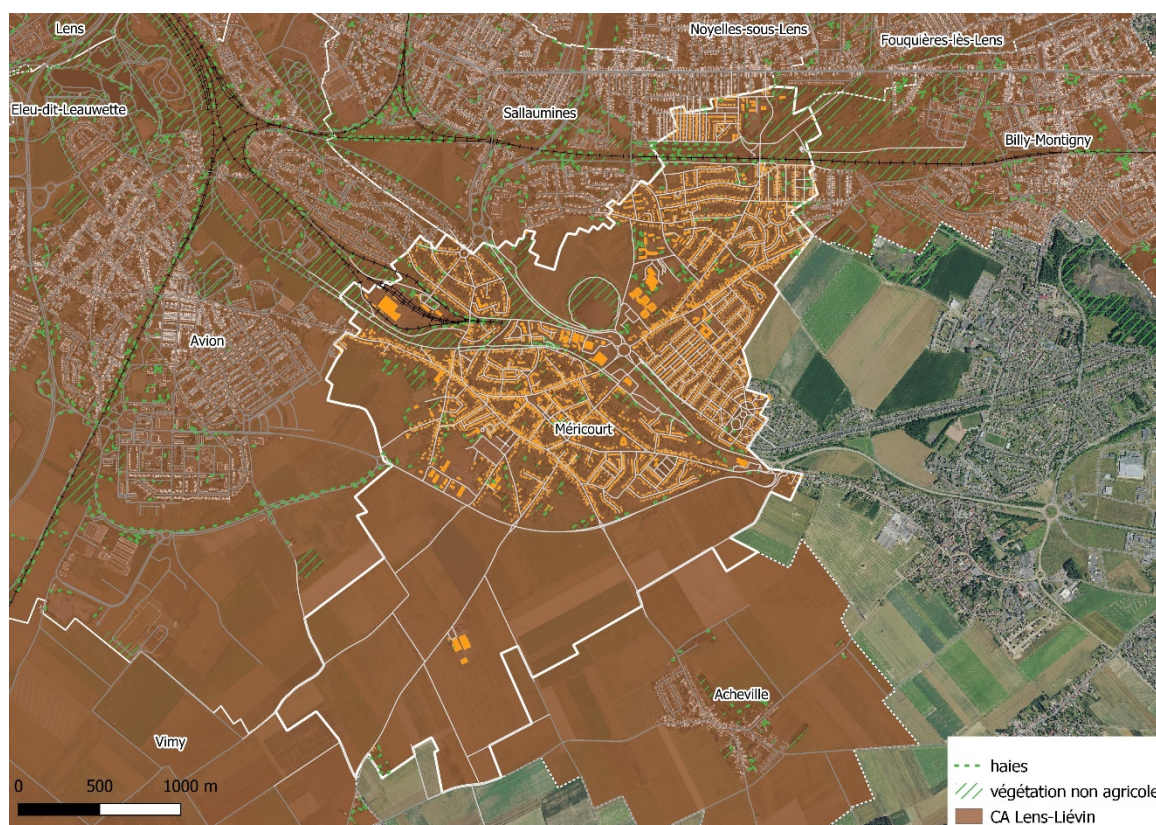 Lens
Noyelles-sous-Lens
Fouquières-lès-Lens
Eleu-dit-Leauwette
Sallaumines
Billy-Montigny
Avion
Méricourt
Acheville
Vimy
0 500 1000 m
haies
végétation non agricole
CA Lens-Liévin